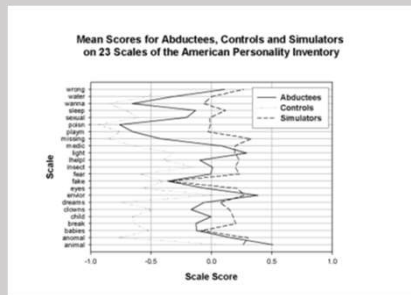 Mean Scores for Abductees, Controls and Simulators
on 23 Scales of the American Personality Inventory
Abductees
Controls
Simulators
Scale
wrong
water
wanna
sleep
sexual
poisn
playm
missing
medic
light
ihelpl
insect
fear
fake
eyes
envior
dreams
clowns
child
break
babies
anomal
animal
-1.0
-0.5
0.0
0.5
1.0
Scale Score